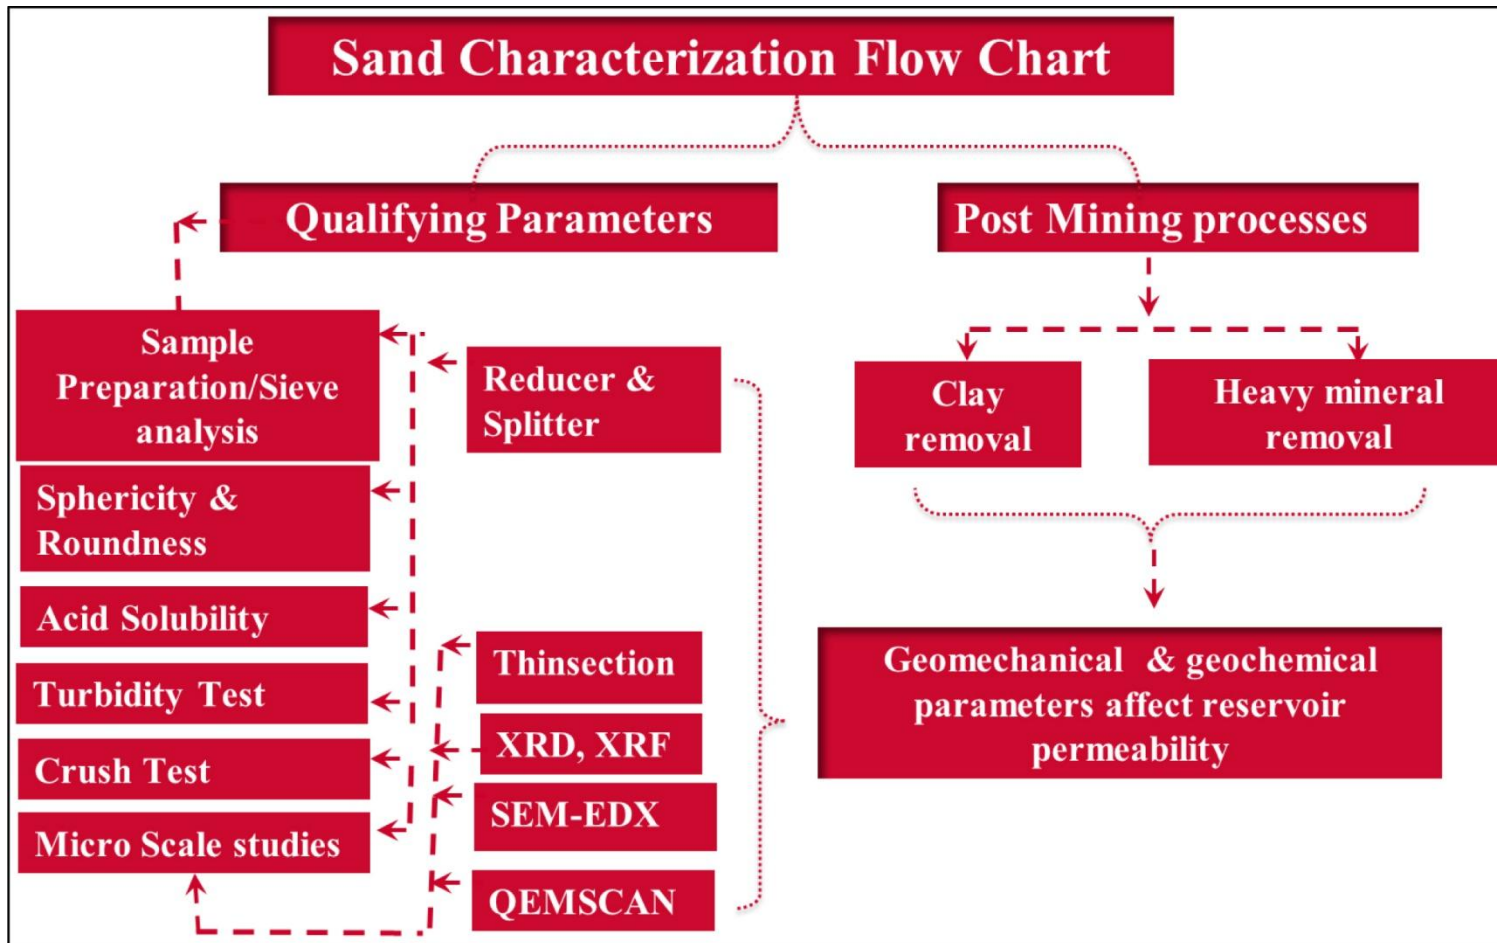 Sand Characterization Flow Chart
Qualifying Parameters
Post Mining processes
Sample
Preparation/Sieve
analysis
Sphericity &
Roundness
Acid Solubility
Turbidity Test
Crush Test
Micro Scale studies
Reducer &
Splitter
Thinsection
XRD, XRF
SEM-EDX
QEMSCAN
Clay
removal
Heavy mineral
removal
Geomechanical & geochemical
parameters affect reservoir
permeability